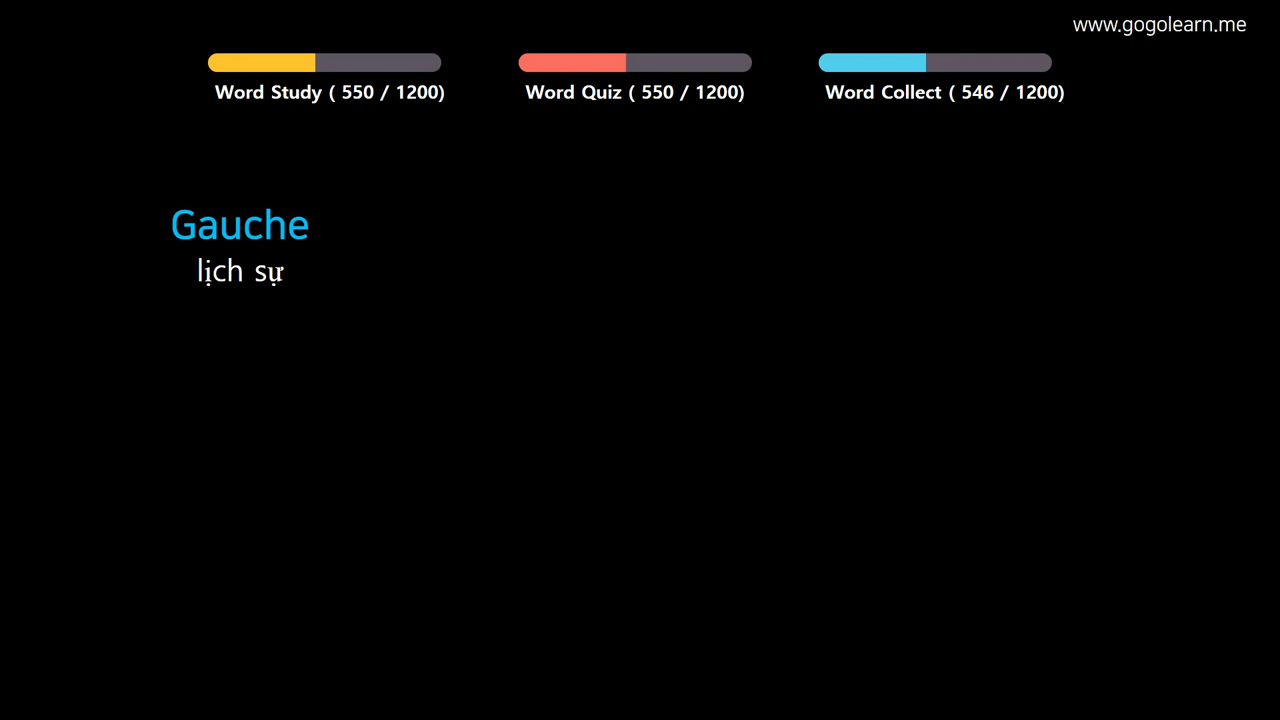 www.gogolearn.me
Word Study ( 550 / 1200)
Word Quiz ( 550 / 1200)
Word Collect ( 546 / 1200)
Gauche
lịch sự